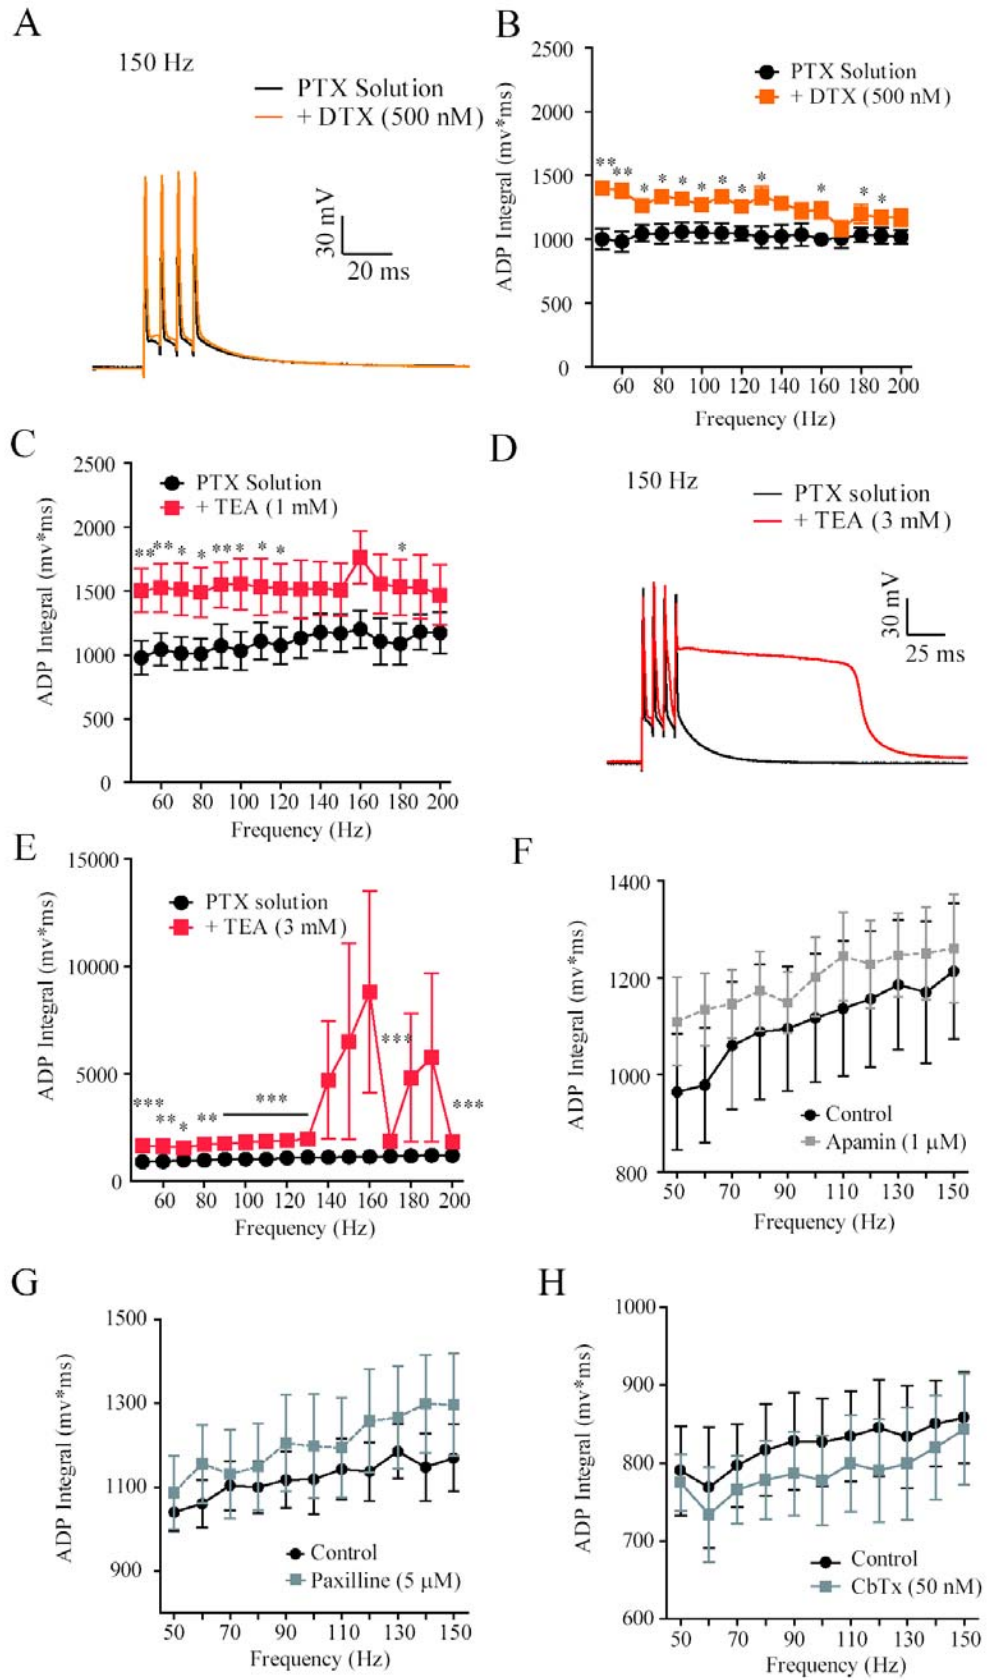 A
150 Hz
PTX Solution
+ DTX (500 nM)
30 mV
20 ms
B
2500
2000
1500
1000
500
0
ADP Integral (mv*ms)
PTX Solution
+ DTX (500 nM)
** ** * * * * * * * * * *
60 80 100 120 140 160 180 200
Frequency (Hz)
C
2500
2000
1500
1000
500
0
ADP Integral (mv*ms)
PTX Solution
+ TEA (1 mM)
** ** * * ** * * * *
60 80 100 120 140 160 180 200
Frequency (Hz)
D
150 Hz
PTX solution
+ TEA (3 mM)
30 mV
25 ms
E
15000
10000
5000
0
ADP Integral (mv*ms)
PTX solution
+ TEA (3 mM)
*** ** * ** *** *** ***
60 80 100 120 140 160 180 200
Frequency (Hz)
F
1400
1200
1000
800
ADP Integral (mv*ms)
Control
Apamin (1 μM)
50 70 90 110 130 150
Frequency (Hz)
G
1500
1300
1100
900
ADP Integral (mv*ms)
Control
Paxilline (5 μM)
50 70 90 110 130 150
Frequency (Hz)
H
1000
900
800
700
600
ADP Integral (mv*ms)
Control
CbTx (50 nM)
50 70 90 110 130 150
Frequency (Hz)